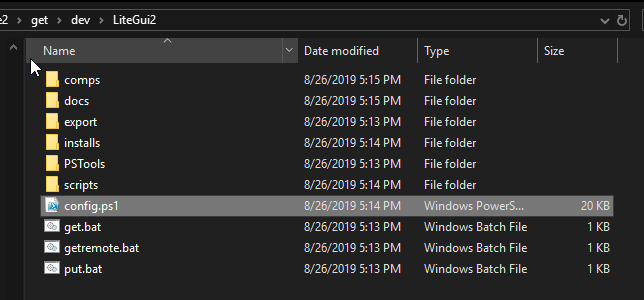 e2 > get > dev > LiteGui2
Name Date modified Type Size
comps 8/26/2019 5:15 PM File folder
docs 8/26/2019 5:15 PM File folder
export 8/26/2019 5:13 PM File folder
installs 8/26/2019 5:14 PM File folder
PSTools 8/26/2019 5:13 PM File folder
scripts 8/26/2019 5:14 PM File folder
config.ps1 8/26/2019 5:14 PM Windows PowerS... 20 KB
get.bat 8/26/2019 5:13 PM Windows Batch File 1 KB
getremote.bat 8/26/2019 5:13 PM Windows Batch File 1 KB
put.bat 8/26/2019 5:13 PM Windows Batch File 1 KB